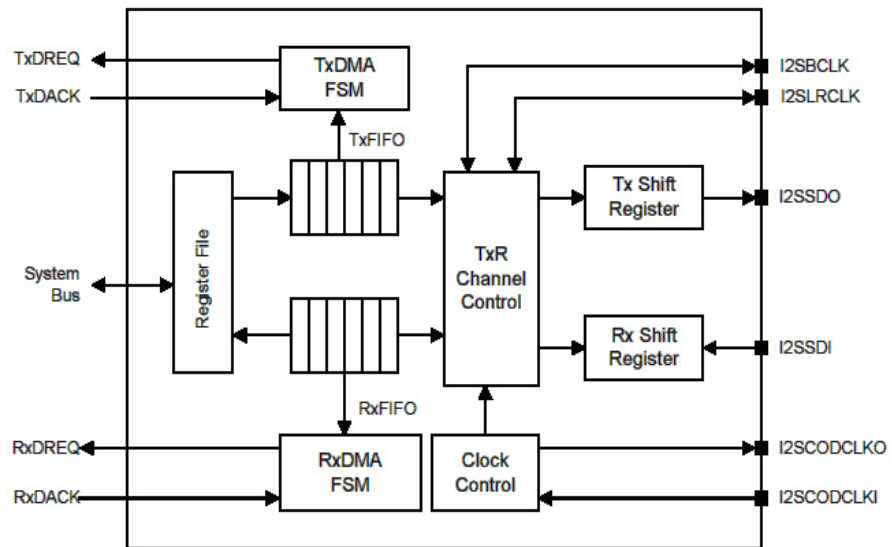 TxDREQ
TxDACK
TxDMA
FSM
I2SBCLK
I2SLRCLK
TxFIFO
Register File
Tx Shift
Register
I2SSDO
System
Bus
TxR
Channel
Control
Rx Shift
Register
I2SSDI
RxFIFO
RxDREQ
RxDACK
RxDMA
FSM
Clock
Control
I2SCODCLKO
I2SCODCLKI